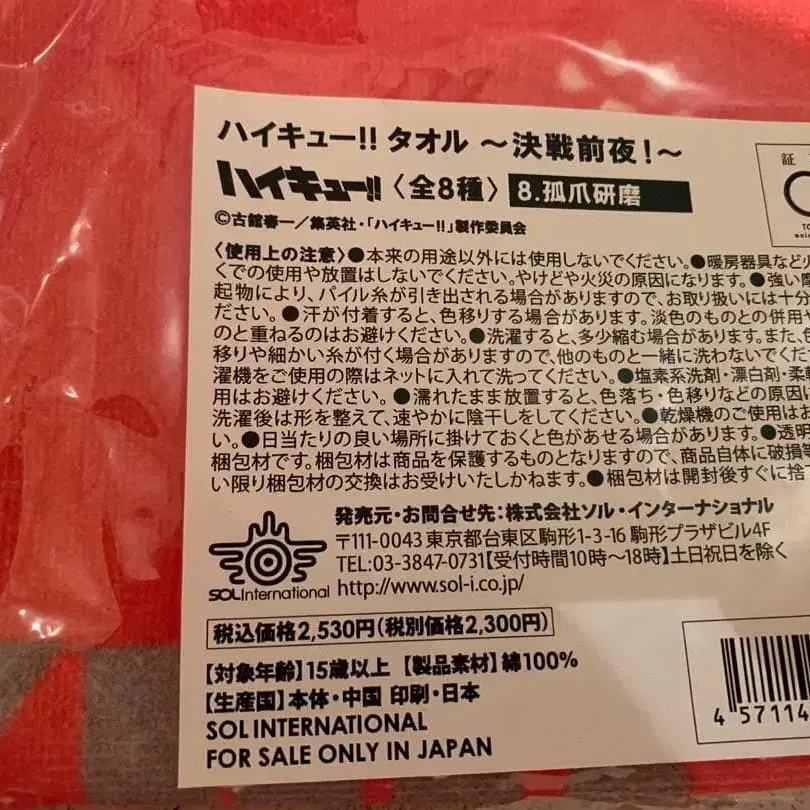 ハイキュー!! タオル 〜決戦前夜!〜
ハイキュー!!〈全8種〉 8.孤爪研磨
©古舘春一/集英社・「ハイキュー!!」製作委員会
証
〈使用上の注意〉●本来の用途以外には使用しないでください。●暖房器具など火
くでの使用や放置はしないでください。やけどや火災の原因になります。●強い摩
起物により、パイル糸が引き出される場合がありますので、お取り扱いには十分
ださい。●汗が付着すると、色移りする場合があります。淡色のものとの併用や
のと重ねるのはお避けください。●洗濯すると、多少縮む場合があります。また、色
移りや細かい糸が付く場合がありますので、他のものと一緒に洗わないでくだ
濯機をご使用の際はネットに入れて洗ってください。●塩素系洗剤・漂白剤・柔軟
用はお避けください。●濡れたまま放置すると、色落ち・色移りなどの原因に
洗濯後は形を整えて、速やかに陰干しをしてください。●乾燥機のご使用はお
い。●日当たりの良い場所に掛けておくと色があせる場合があります。●透明
梱包材です。梱包材は商品を保護するものとなりますので、商品自体に破損等
い限り梱包材の交換はお受けいたしかねます。●梱包材は開封後すぐに捨
発売元・お問合せ先:株式会社ソル・インターナショナル
〒111-0043 東京都台東区駒形1-3-16 駒形プラザビル4F
TEL:03-3847-0731【受付時間10時〜18時】土日祝日を除く
SOLInternational http://www.sol-i.co.jp/
税込価格2,530円(税別価格2,300円)
【対象年齢】15歳以上 【製品素材】綿100%
【生産国】本体・中国 印刷・日本
SOL INTERNATIONAL
FOR SALE ONLY IN JAPAN
4 57114